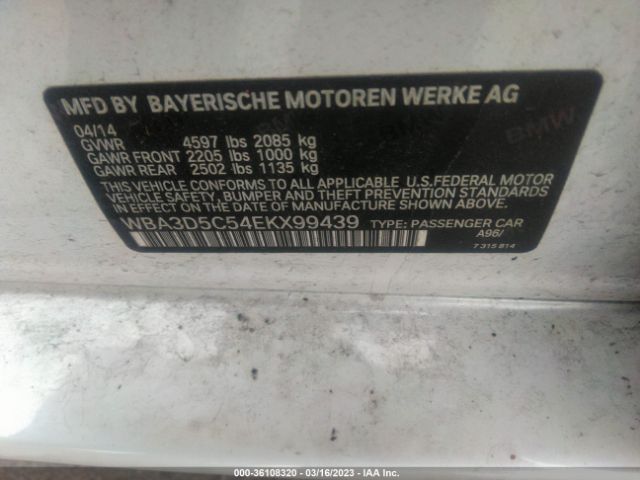 MFD BY BAYERISCHE MOTOREN WERKE AG
04/14
GVWR 4597 lbs 2085 kg
GAWR FRONT 2205 lbs 1000 kg
GAWR REAR 2502 lbs 1135 kg
THIS VEHICLE CONFORMS TO ALL APPLICABLE U.S.FEDERAL MOTOR
VEHICLE SAFETY, BUMPER AND THEFT PREVENTION STANDARDS
IN EFFECT ON THE DATE OF MANUFACTURE SHOWN ABOVE.
WBA3D5C54EKX99439 TYPE: PASSENGER CAR
A96/
7 315 814
BMW
000-36108320 | 03/16/2023 | IAA Inc.